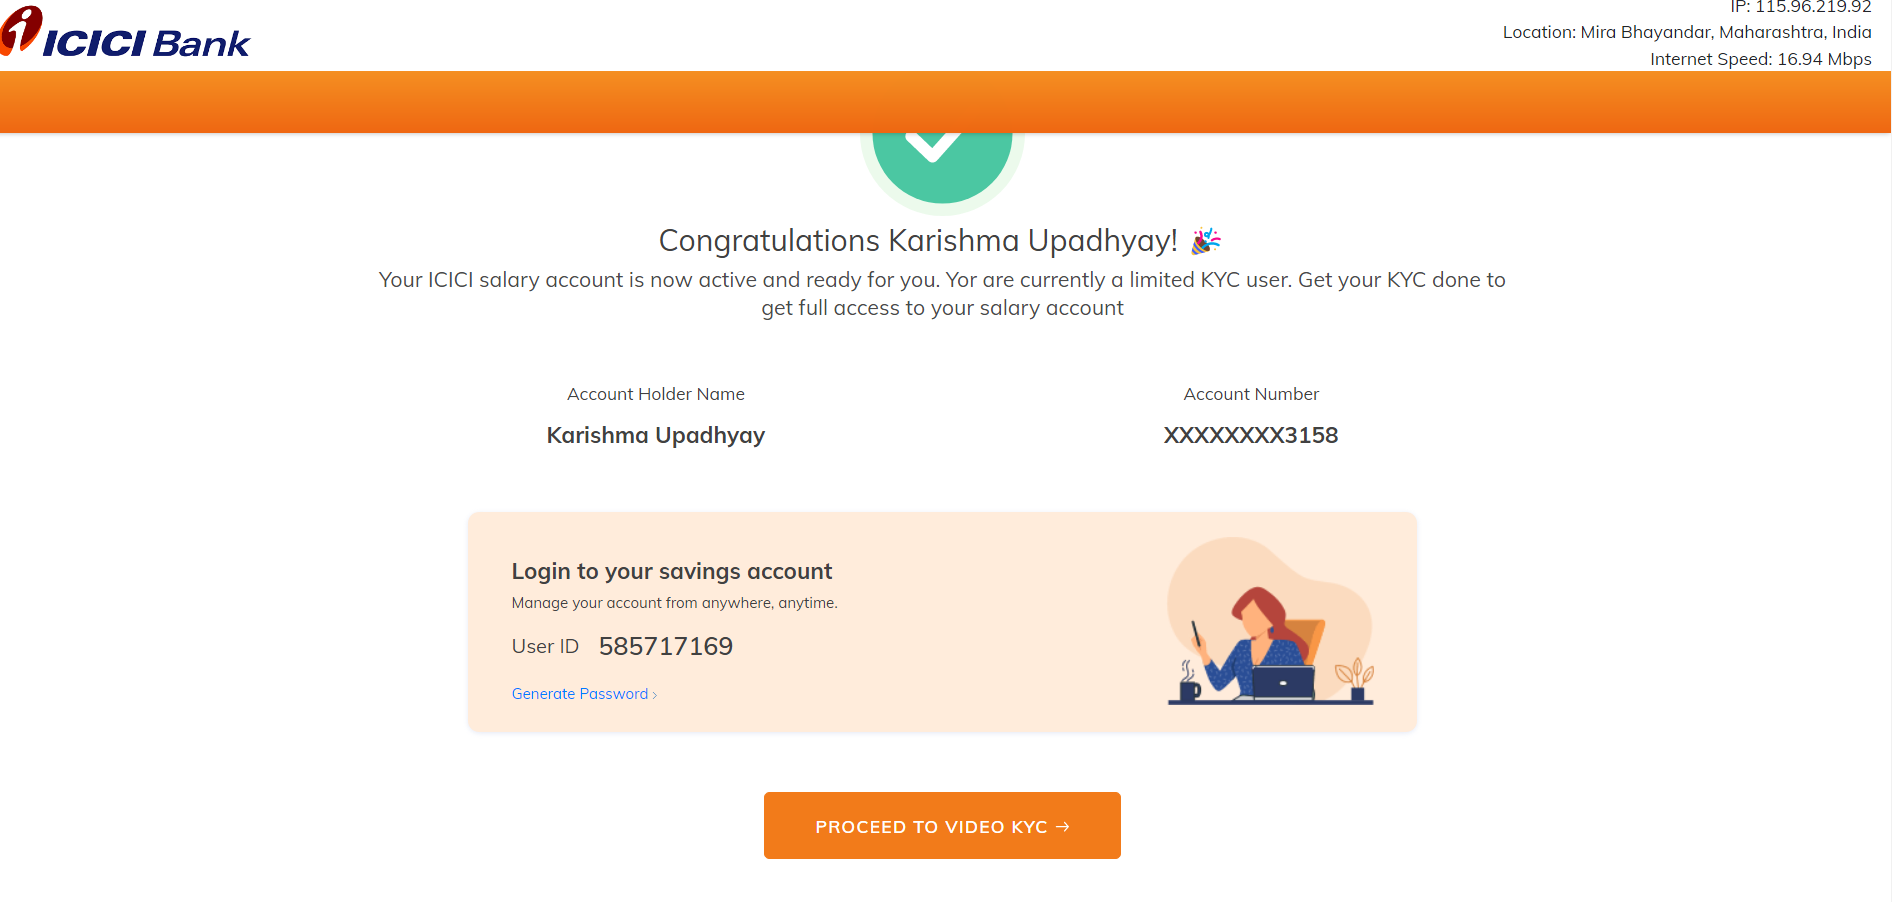 ICICI Bank
IP: 115.96.219.92
Location: Mira Bhayandar, Maharashtra, India
Internet Speed: 16.94 Mbps
Congratulations Karishma Upadhyay! 🎉
Your ICICI salary account is now active and ready for you. Yor are currently a limited KYC user. Get your KYC done to
get full access to your salary account
Account Holder Name
Karishma Upadhyay
Account Number
XXXXXXXX3158
Login to your savings account
Manage your account from anywhere, anytime.
User ID 585717169
Generate Password ›
PROCEED TO VIDEO KYC →